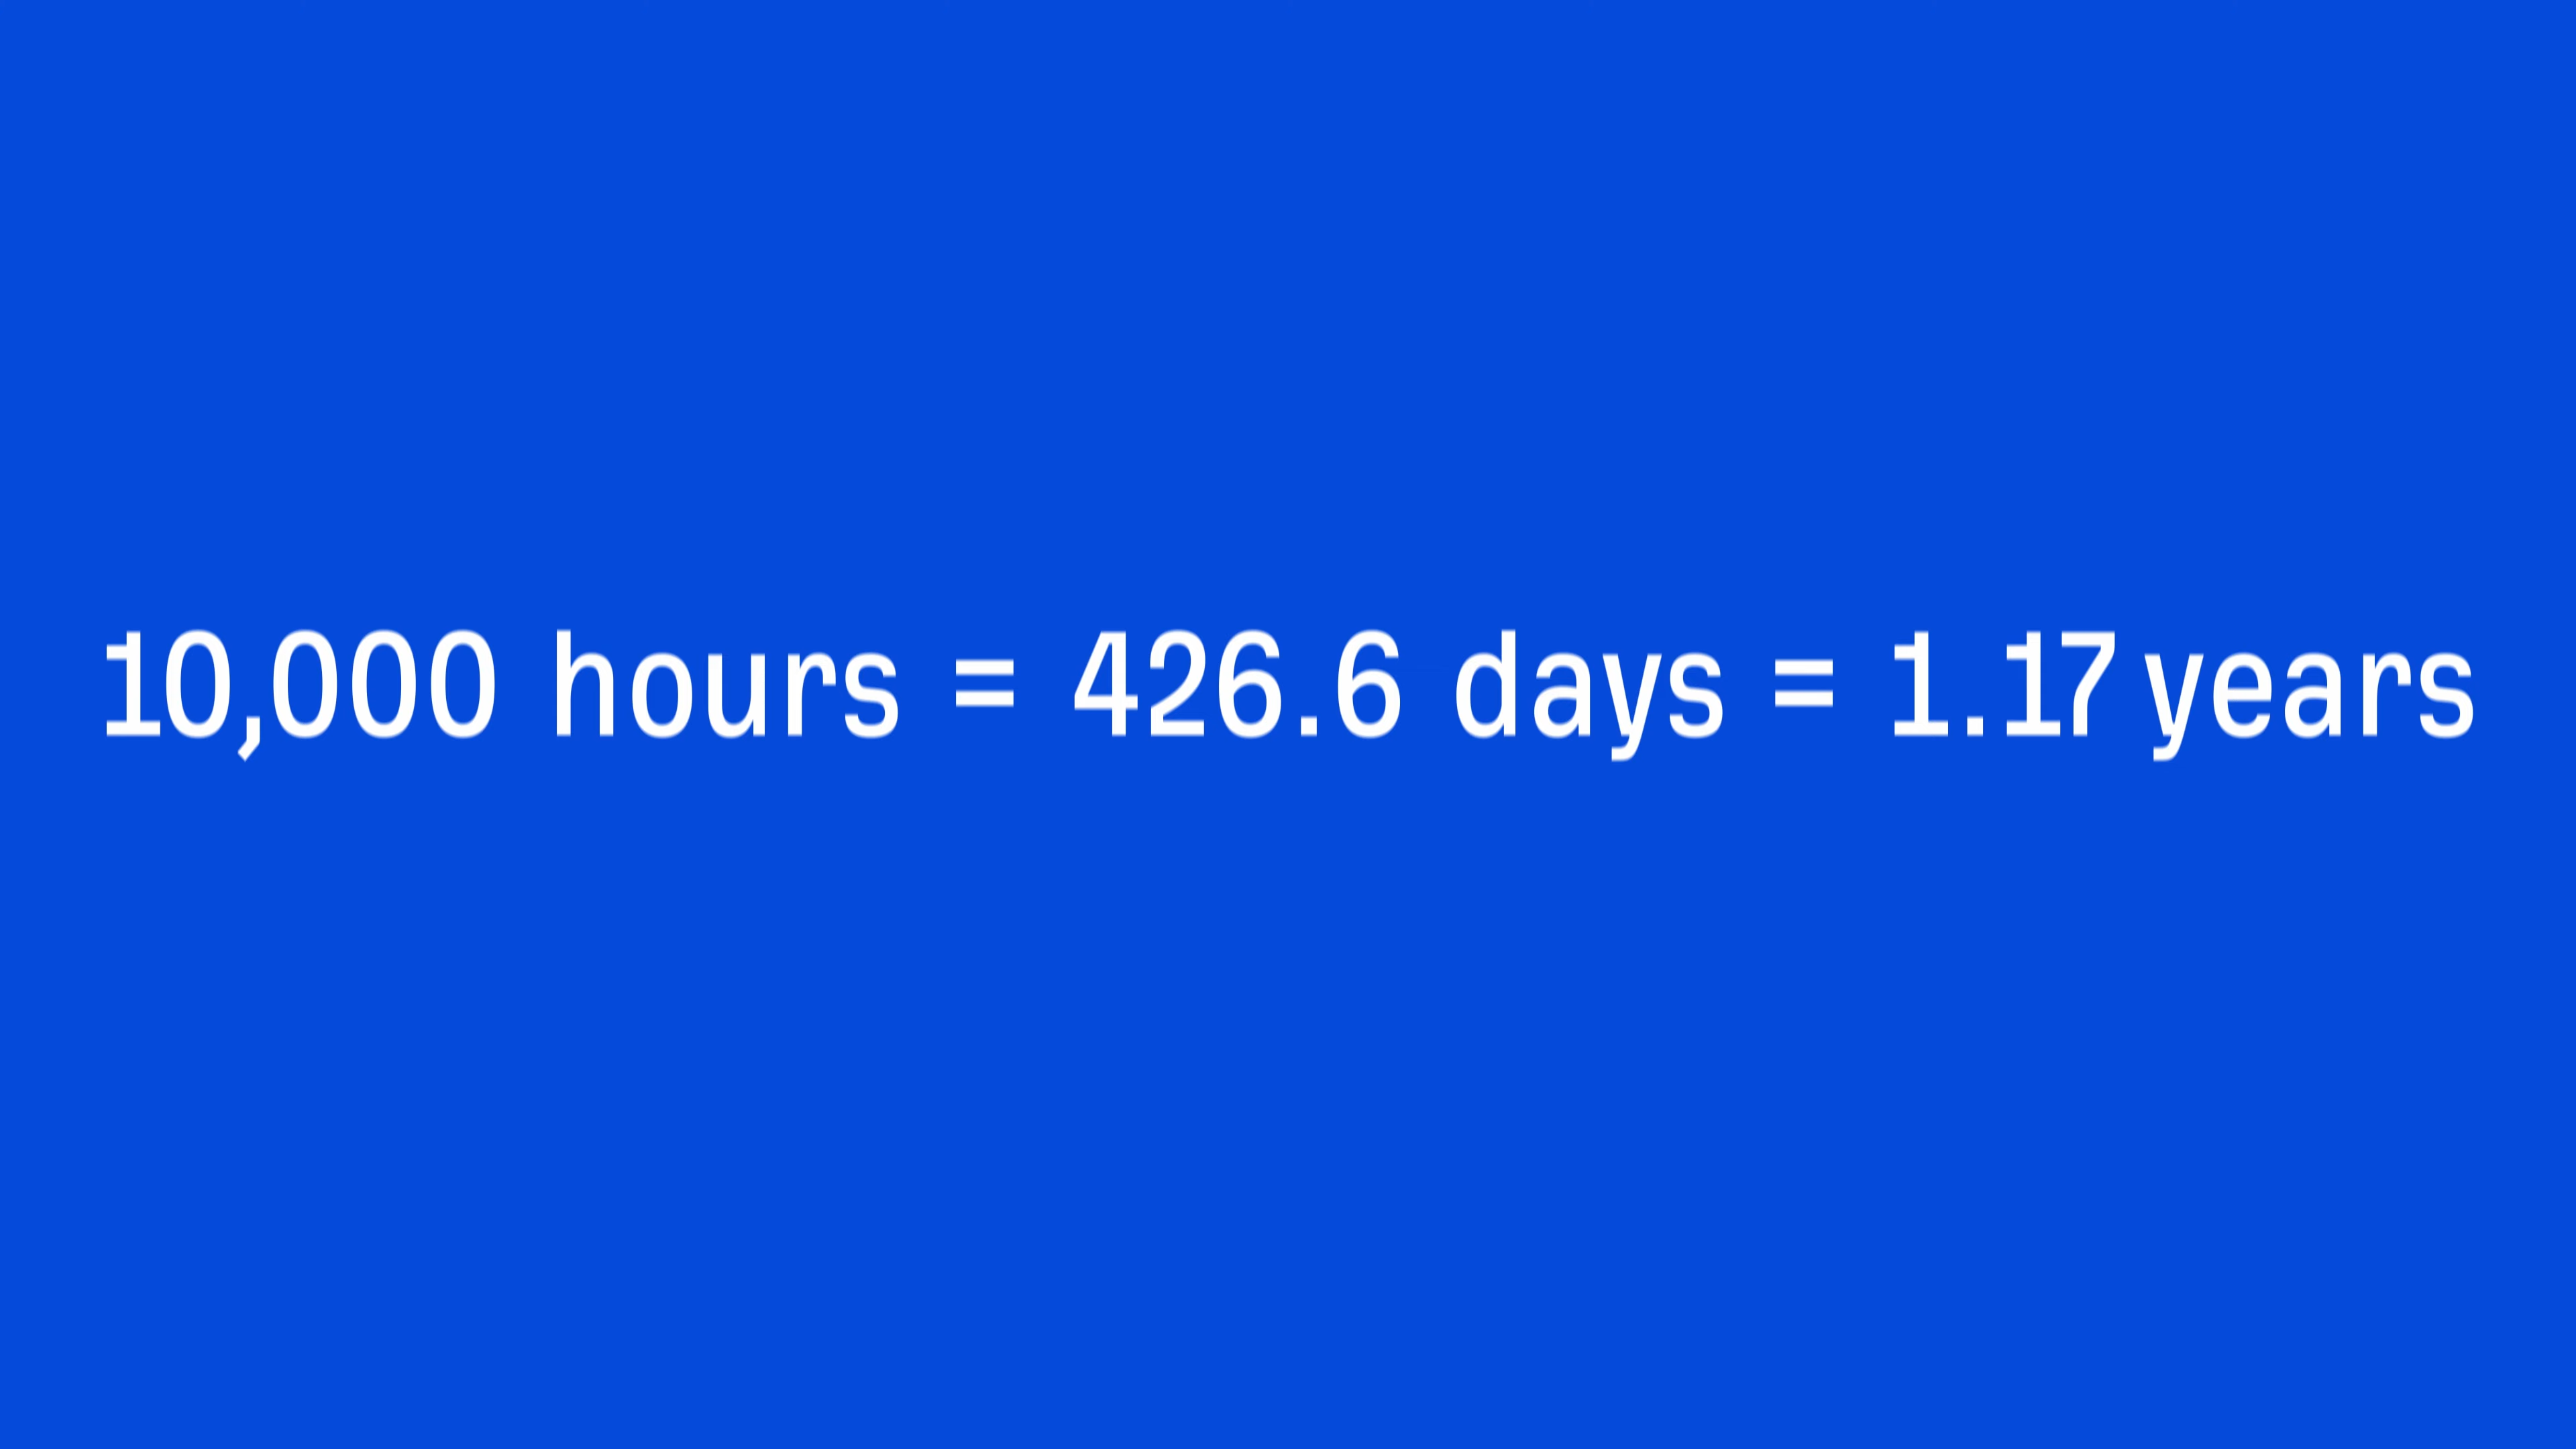 10,000 hours = 426.6 days = 1.17 years